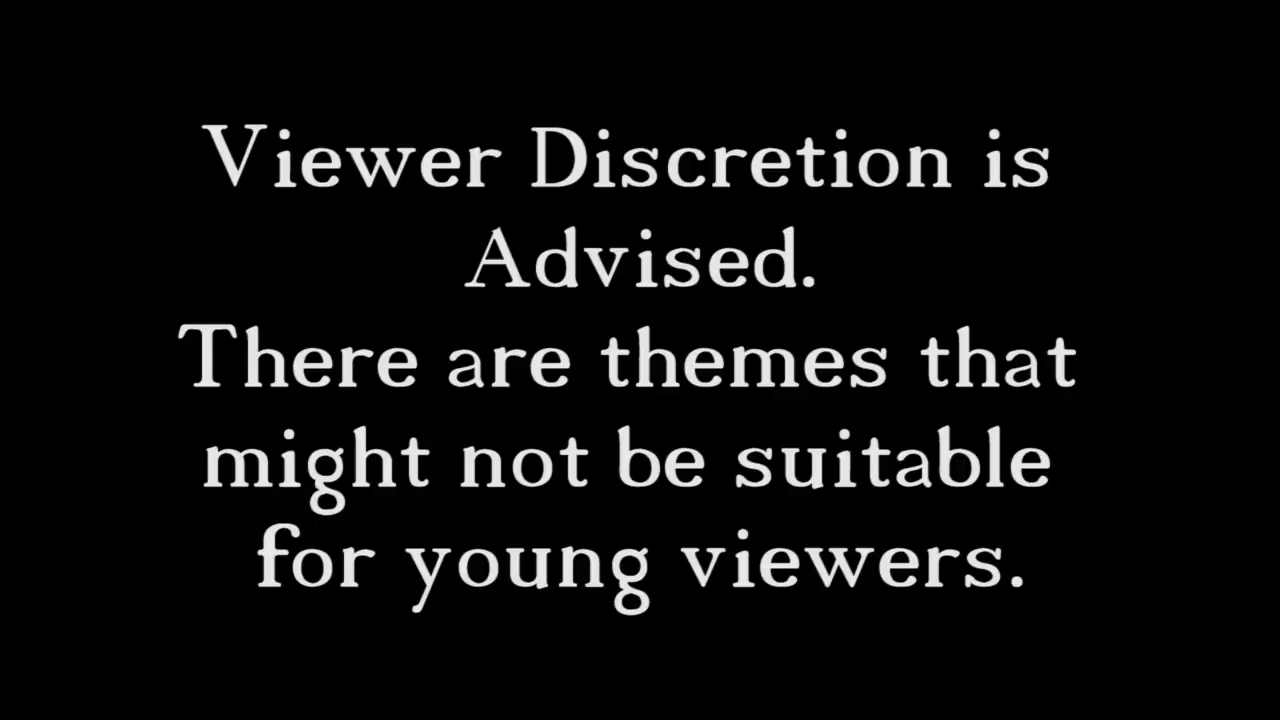 Viewer Discretion is
Advised.
There are themes that
might not be suitable
for young viewers.